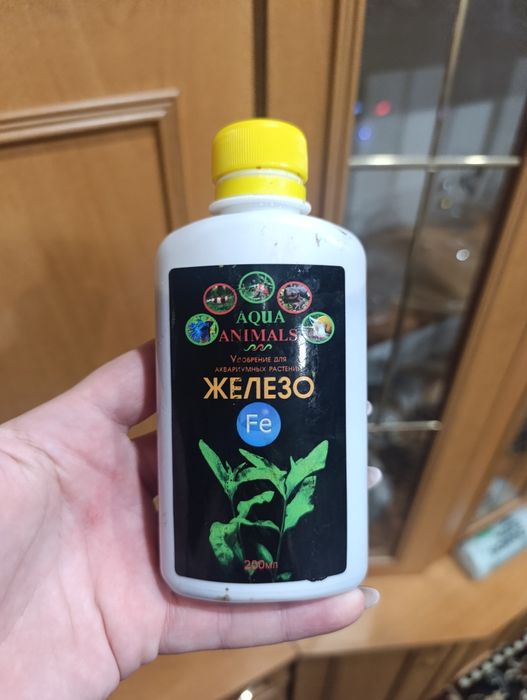 AQUA
ANIMALS
УДОБРЕНИЕ ДЛЯ
АКВАРИУМНЫХ РАСТЕНИЙ
ЖЕЛЕЗО
Fe
200мл